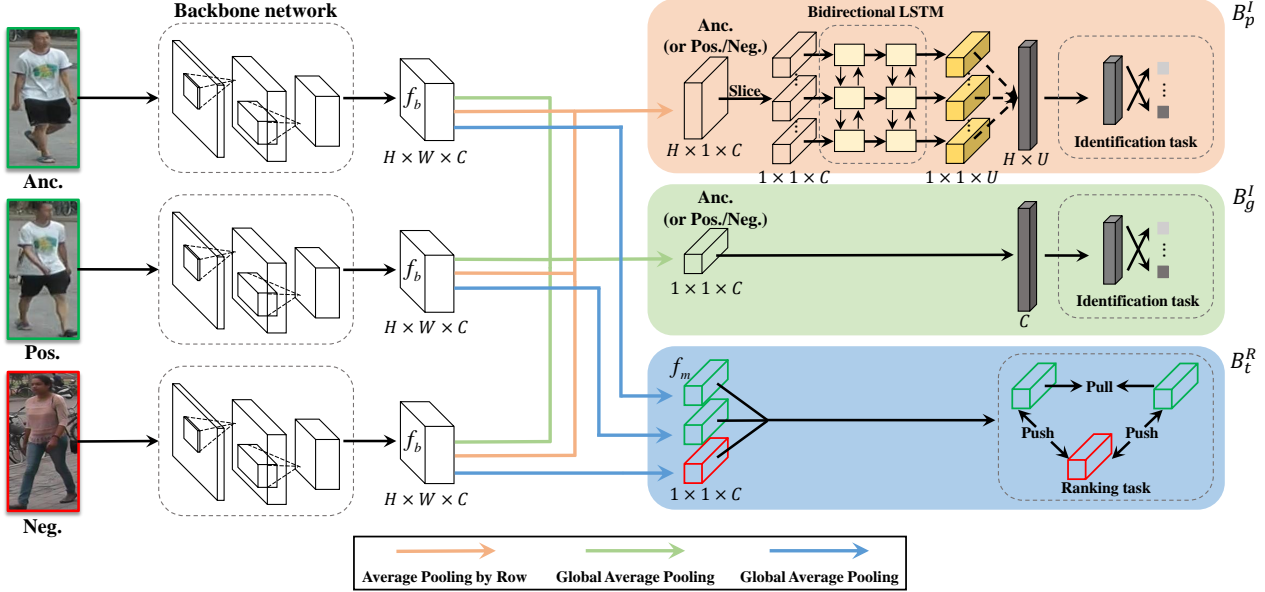 Backbone network
Anc.
f_b
H × W × C
Pos.
f_b
H × W × C
Neg.
f_b
H × W × C
Anc.
(or Pos./Neg.)
H × 1 × C
Slice
Bidirectional LSTM
1 × 1 × C
1 × 1 × U
H × U
Identification task
B_p^I
Anc.
(or Pos./Neg.)
1 × 1 × C
C
Identification task
B_g^I
f_m
1 × 1 × C
Pull
Push
Push
Ranking task
B_t^R
Average Pooling by Row
Global Average Pooling
Global Average Pooling